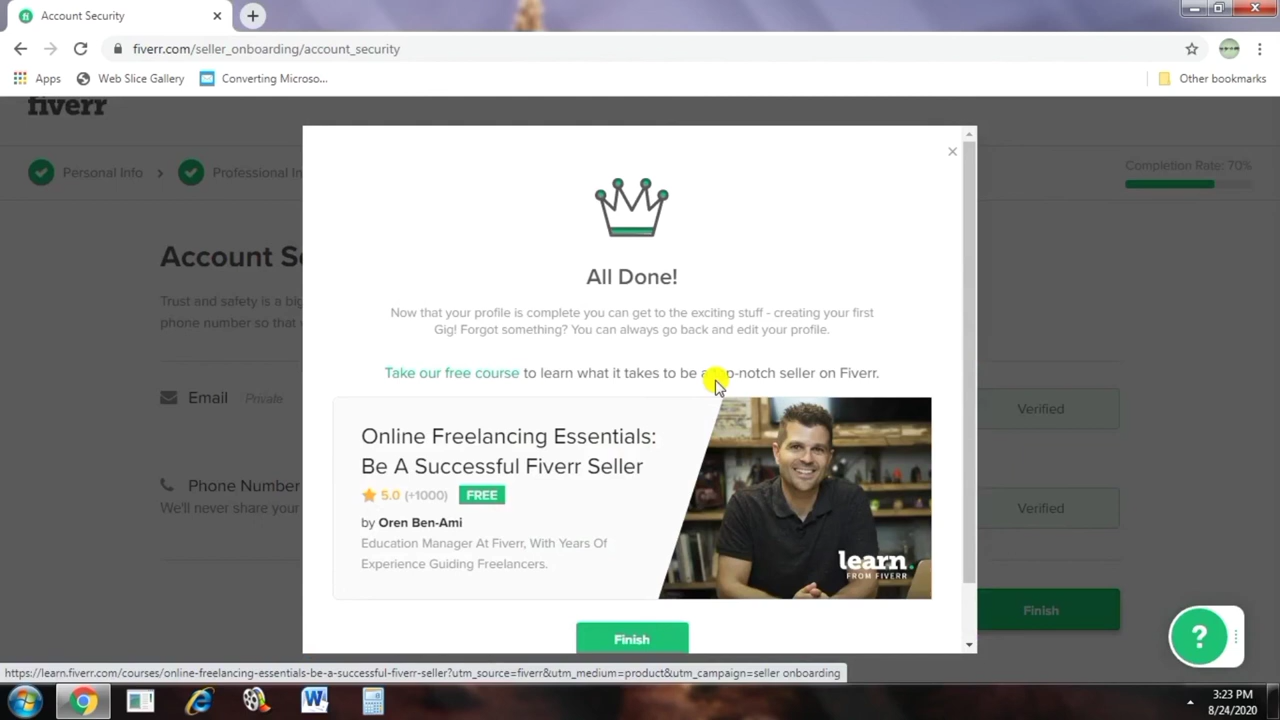 Account Security
fiverr.com/seller_onboarding/account_security
Apps
Web Slice Gallery
Converting Microso...
Other bookmarks
fiverr
Personal Info
Professional In
Completion Rate: 70%
Account S
Trust and safety is a big
phone number so that
Email
Private
Verified
Phone Number
We'll never share your
Verified
Finish
All Done!
Now that your profile is complete you can get to the exciting stuff - creating your first
Gig! Forgot something? You can always go back and edit your profile.
Take our free course to learn what it takes to be a top-notch seller on Fiverr.
Online Freelancing Essentials:
Be A Successful Fiverr Seller
5.0 (+1000) FREE
by Oren Ben-Ami
Education Manager At Fiverr, With Years Of
Experience Guiding Freelancers.
learn.
FROM FIVERR
Finish
?
https://learn.fiverr.com/courses/online-freelancing-essentials-be-a-successful-fiverr-seller?utm_source=fiverr&utm_medium=product&utm_campaign=seller onboarding
3:23 PM
8/24/2020